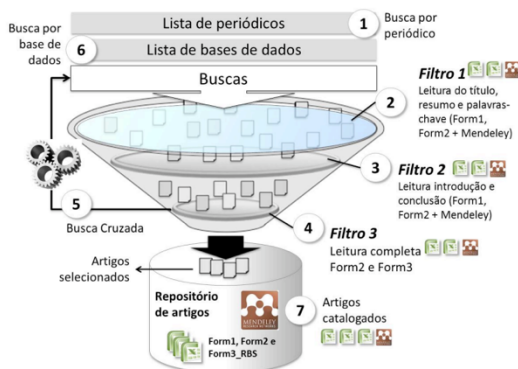 Lista de periódicos
1
Busca por
periódico
Busca por
base de
dados
6
Lista de bases de dados
Buscas
Filtro 1
2
Leitura do título,
resumo e palavras-
chave (Form1,
Form2 + Mendeley)
3
Filtro 2
Leitura introdução e
conclusão (Form1,
Form2 + Mendeley)
5
Busca Cruzada
4
Filtro 3
Leitura completa
Form2 e Form3
Artigos
selecionados
Repositório
de artigos
MENDELEY
7
Artigos
catalogados
Form1, Form2 e
Form3_RBS